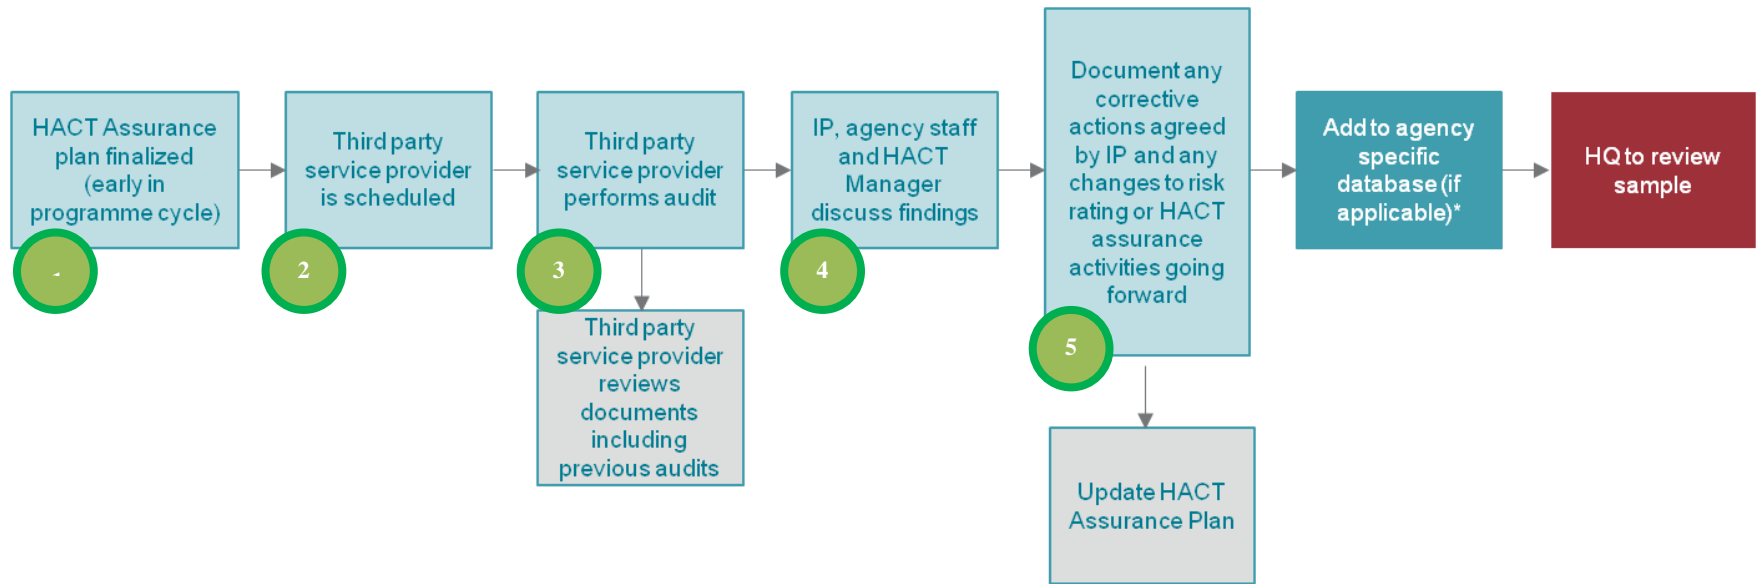 HACT Assurance
plan finalized
(early in
programme cycle)
Third party
service provider
is scheduled
2
Third party
service provider
performs audit
3
Third party
service provider
reviews
documents
including
previous audits
IP, agency staff
and HACT
Manager
discuss findings
4
Document any
corrective
actions agreed
by IP and any
changes to risk
rating or HACT
assurance
activities going
forward
5
Update HACT
Assurance Plan
Add to agency
specific
database (if
applicable)*
HQ to review
sample